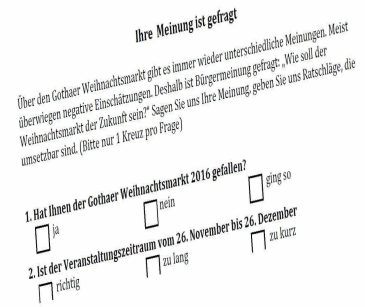 Ihre Meinung ist gefragt
Über den Gothaer Weihnachtsmarkt gibt es immer wieder unterschiedliche Meinungen. Meist
überwiegen negative Einschätzungen. Deshalb ist Bürgermeinung gefragt: „Wie soll der
Weihnachtsmarkt der Zukunft sein?“ Sagen Sie uns Ihre Meinung, geben Sie uns Ratschläge, die
umsetzbar sind. (Bitte nur 1 Kreuz pro Frage)
1. Hat Ihnen der Gothaer Weihnachtsmarkt 2016 gefallen?
ja nein ging so
2. Ist der Veranstaltungszeitraum vom 26. November bis 26. Dezember
richtig zu lang zu kurz